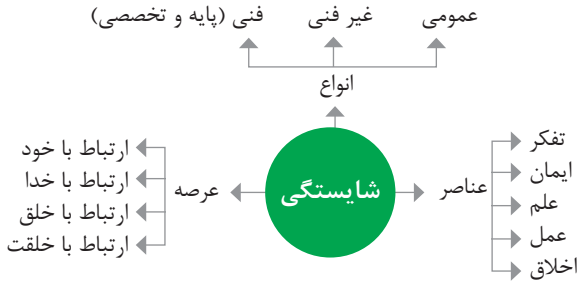 عمومی
غیر فنی
فنی (پایه و تخصصی)
انواع
شایستگی
عناصر
تفکر
ایمان
علم
عمل
اخلاق
عرصه
ارتباط با خود
ارتباط با خدا
ارتباط با خلق
ارتباط با خلقت